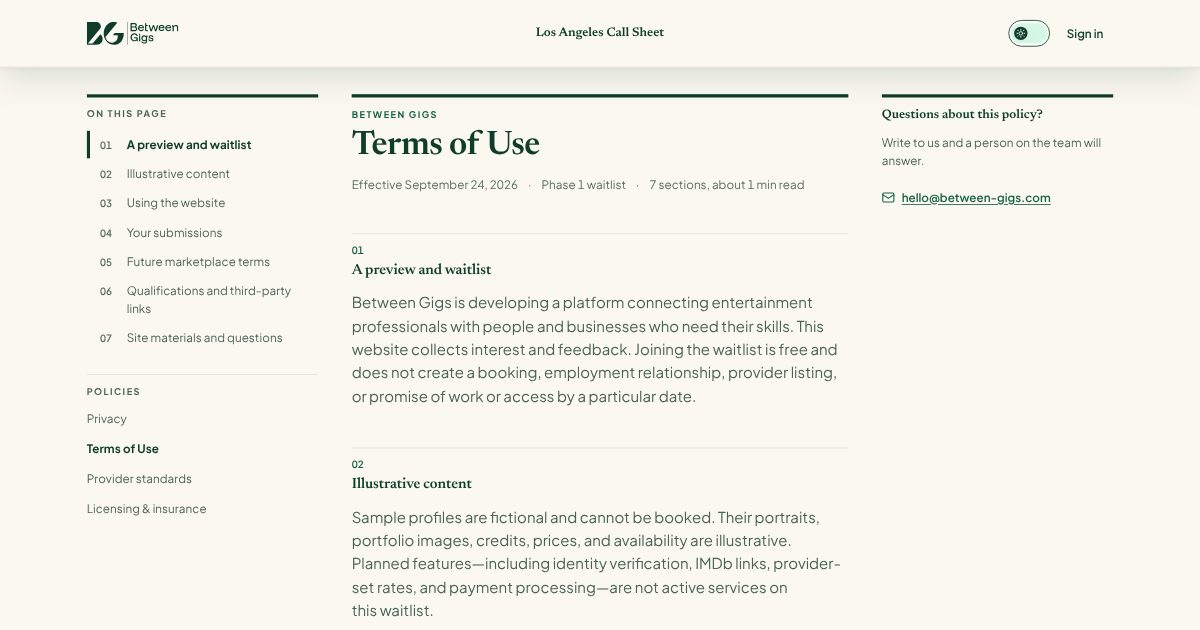 Between
Gigs
Los Angeles Call Sheet
Sign in
ON THIS PAGE
01 A preview and waitlist
02 Illustrative content
03 Using the website
04 Your submissions
05 Future marketplace terms
06 Qualifications and third-party
links
07 Site materials and questions
POLICIES
Privacy
Terms of Use
Provider standards
Licensing & insurance
BETWEEN GIGS
Terms of Use
Effective September 24, 2026 · Phase 1 waitlist · 7 sections, about 1 min read
01
A preview and waitlist
Between Gigs is developing a platform connecting entertainment
professionals with people and businesses who need their skills. This
website collects interest and feedback. Joining the waitlist is free and
does not create a booking, employment relationship, provider listing,
or promise of work or access by a particular date.
02
Illustrative content
Sample profiles are fictional and cannot be booked. Their portraits,
portfolio images, credits, prices, and availability are illustrative.
Planned features—including identity verification, IMDb links, provider-
set rates, and payment processing—are not active services on
this waitlist.
Questions about this policy?
Write to us and a person on the team will
answer.
hello@between-gigs.com